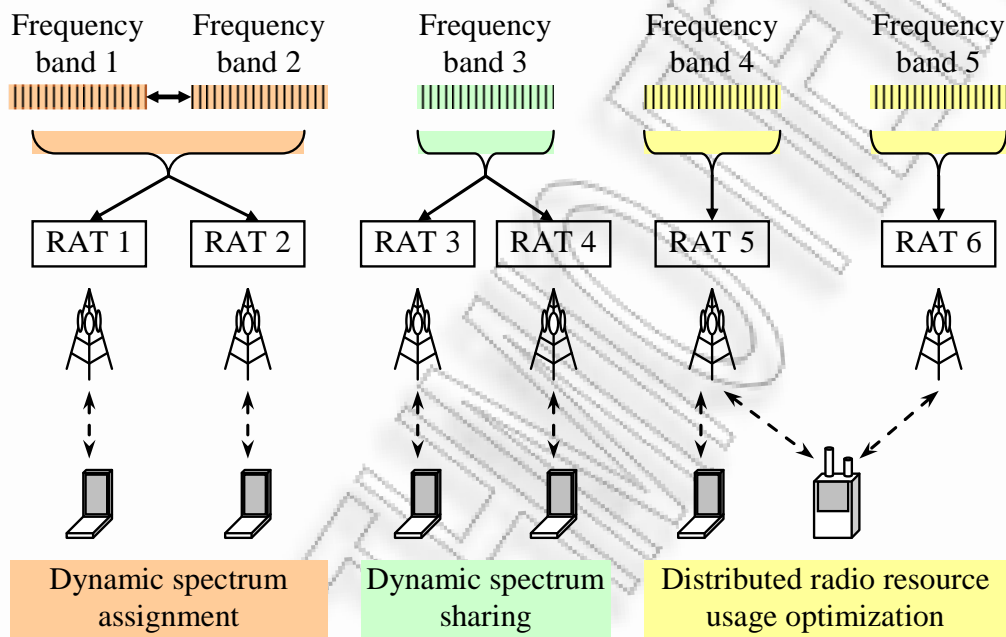 Frequency band 1
Frequency band 2
Frequency band 3
Frequency band 4
Frequency band 5
RAT 1
RAT 2
RAT 3
RAT 4
RAT 5
RAT 6
Dynamic spectrum
assignment
Dynamic spectrum
sharing
Distributed radio resource
usage optimization